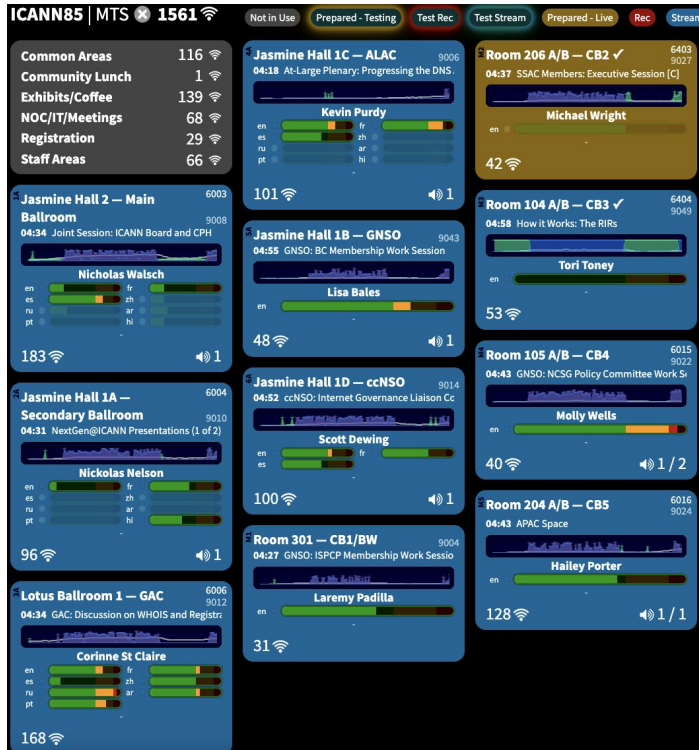 ICANN85 | MTS 1561
Not in Use
Prepared - Testing
Test Rec
Test Stream
Prepared - Live
Rec
Stream
Common Areas 116
Community Lunch 1
Exhibits/Coffee 139
NOC/IT/Meetings 68
Registration 29
Staff Areas 66
1A
Jasmine Hall 2 — Main 6003
Ballroom 9008
04:34 Joint Session: ICANN Board and CPH
Nicholas Walsch
en fr
es zh
ru ar
pt hi
-
183 1
2A
Jasmine Hall 1A — 6004
Secondary Ballroom 9010
04:31 NextGen@ICANN Presentations (1 of 2)
Nickolas Nelson
en fr
es zh
ru ar
pt hi
-
96 1
3A
Lotus Ballroom 1 — GAC 6006
9012
04:34 GAC: Discussion on WHOIS and Registra
Corinne St Claire
en fr
es zh
ru ar
pt
-
168
4A
Jasmine Hall 1C — ALAC 9006
04:18 At-Large Plenary: Progressing the DNS
Kevin Purdy
en fr
es zh
ru ar
pt hi
-
101 1
5A
Jasmine Hall 1B — GNSO 9043
04:55 GNSO: BC Membership Work Session
Lisa Bales
en
-
48 1
6A
Jasmine Hall 1D — ccNSO 9014
04:52 ccNSO: Internet Governance Liaison Co
Scott Dewing
en fr
es
-
100 1
M1
Room 301 — CB1/BW 9004
04:27 GNSO: ISPCP Membership Work Sessio
Laremy Padilla
en
-
31
M2
Room 206 A/B — CB2 ✓ 6403
9027
04:37 SSAC Members: Executive Session [C]
Michael Wright
en
-
42
M3
Room 104 A/B — CB3 ✓ 6404
9049
04:58 How it Works: The RIRs
Tori Toney
en
-
53
M4
Room 105 A/B — CB4 6015
9022
04:43 GNSO: NCSG Policy Committee Work Se
Molly Wells
en
-
40 1 / 2
M5
Room 204 A/B — CB5 6016
9024
04:43 APAC Space
Hailey Porter
en
-
128 1 / 1